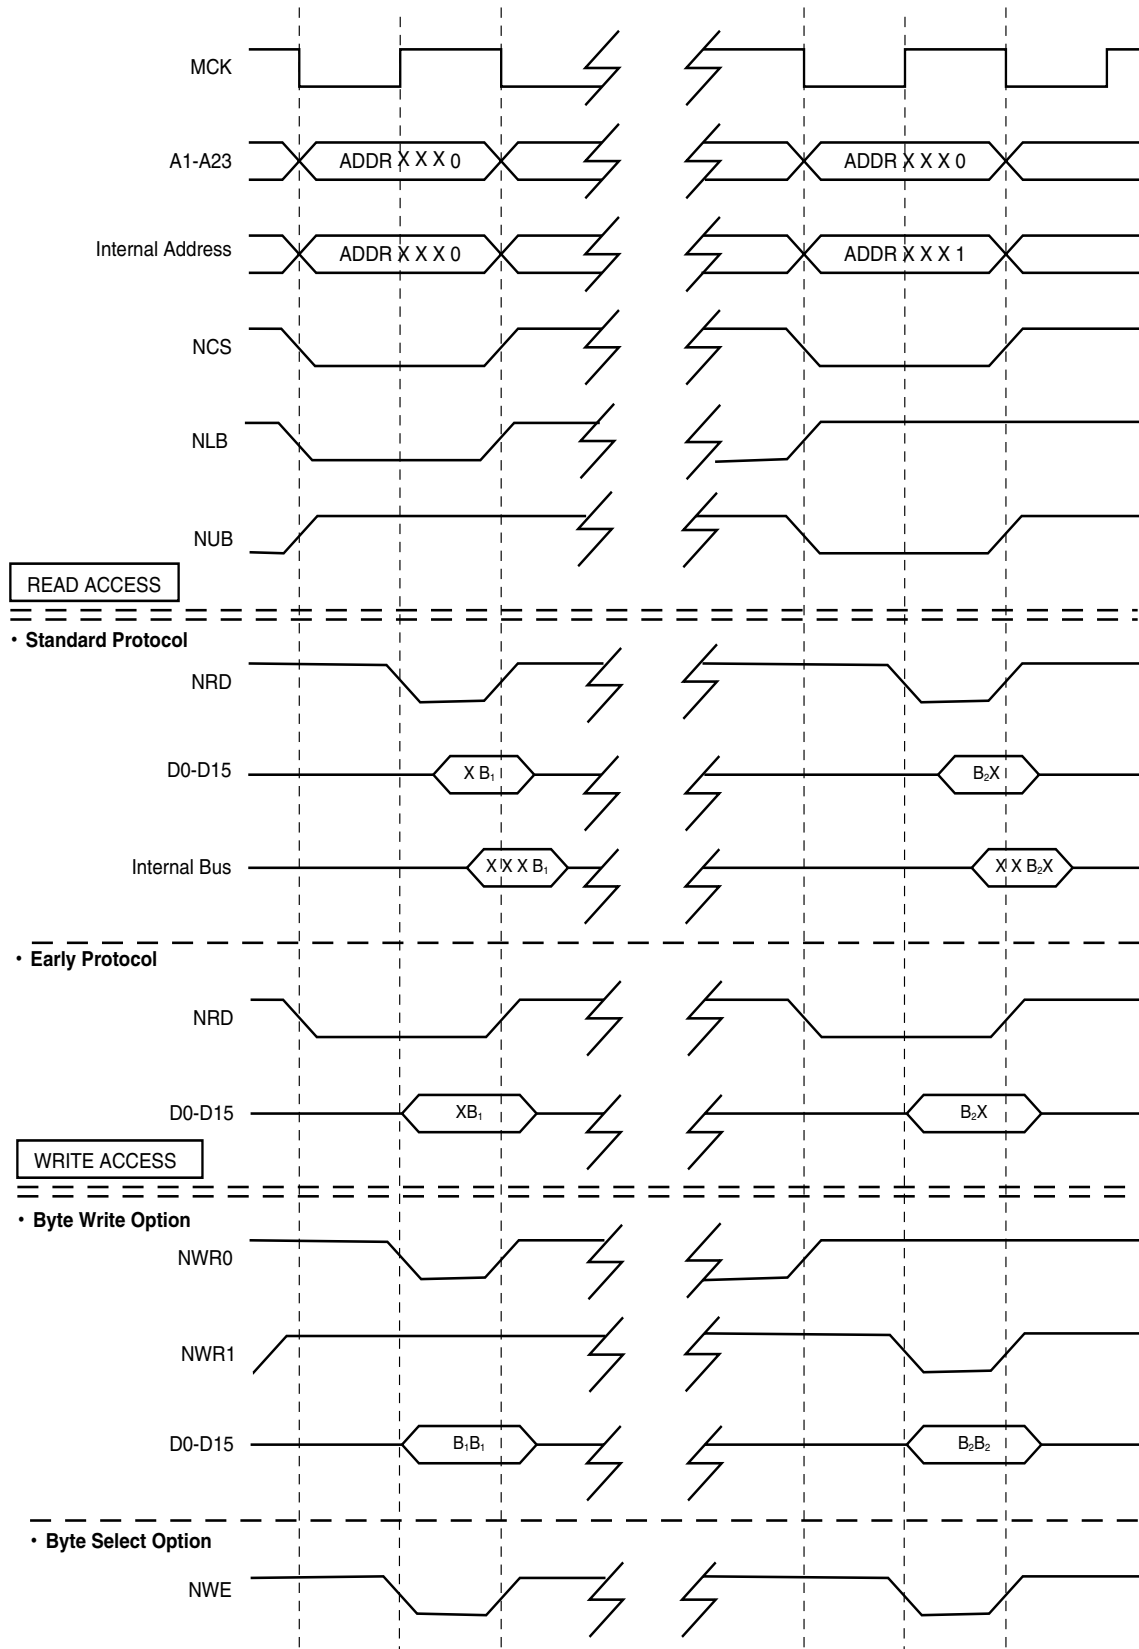 MCK
A1-A23 ADDR X X X 0 ADDR X X X 0
Internal Address ADDR X X X 0 ADDR X X X 1
NCS
NLB
NUB
READ ACCESS
• Standard Protocol
NRD
D0-D15 X B₁ B₂X
Internal Bus X X X B₁ X X B₂X
• Early Protocol
NRD
D0-D15 XB₁ B₂X
WRITE ACCESS
• Byte Write Option
NWR0
NWR1
D0-D15 B₁B₁ B₂B₂
• Byte Select Option
NWE